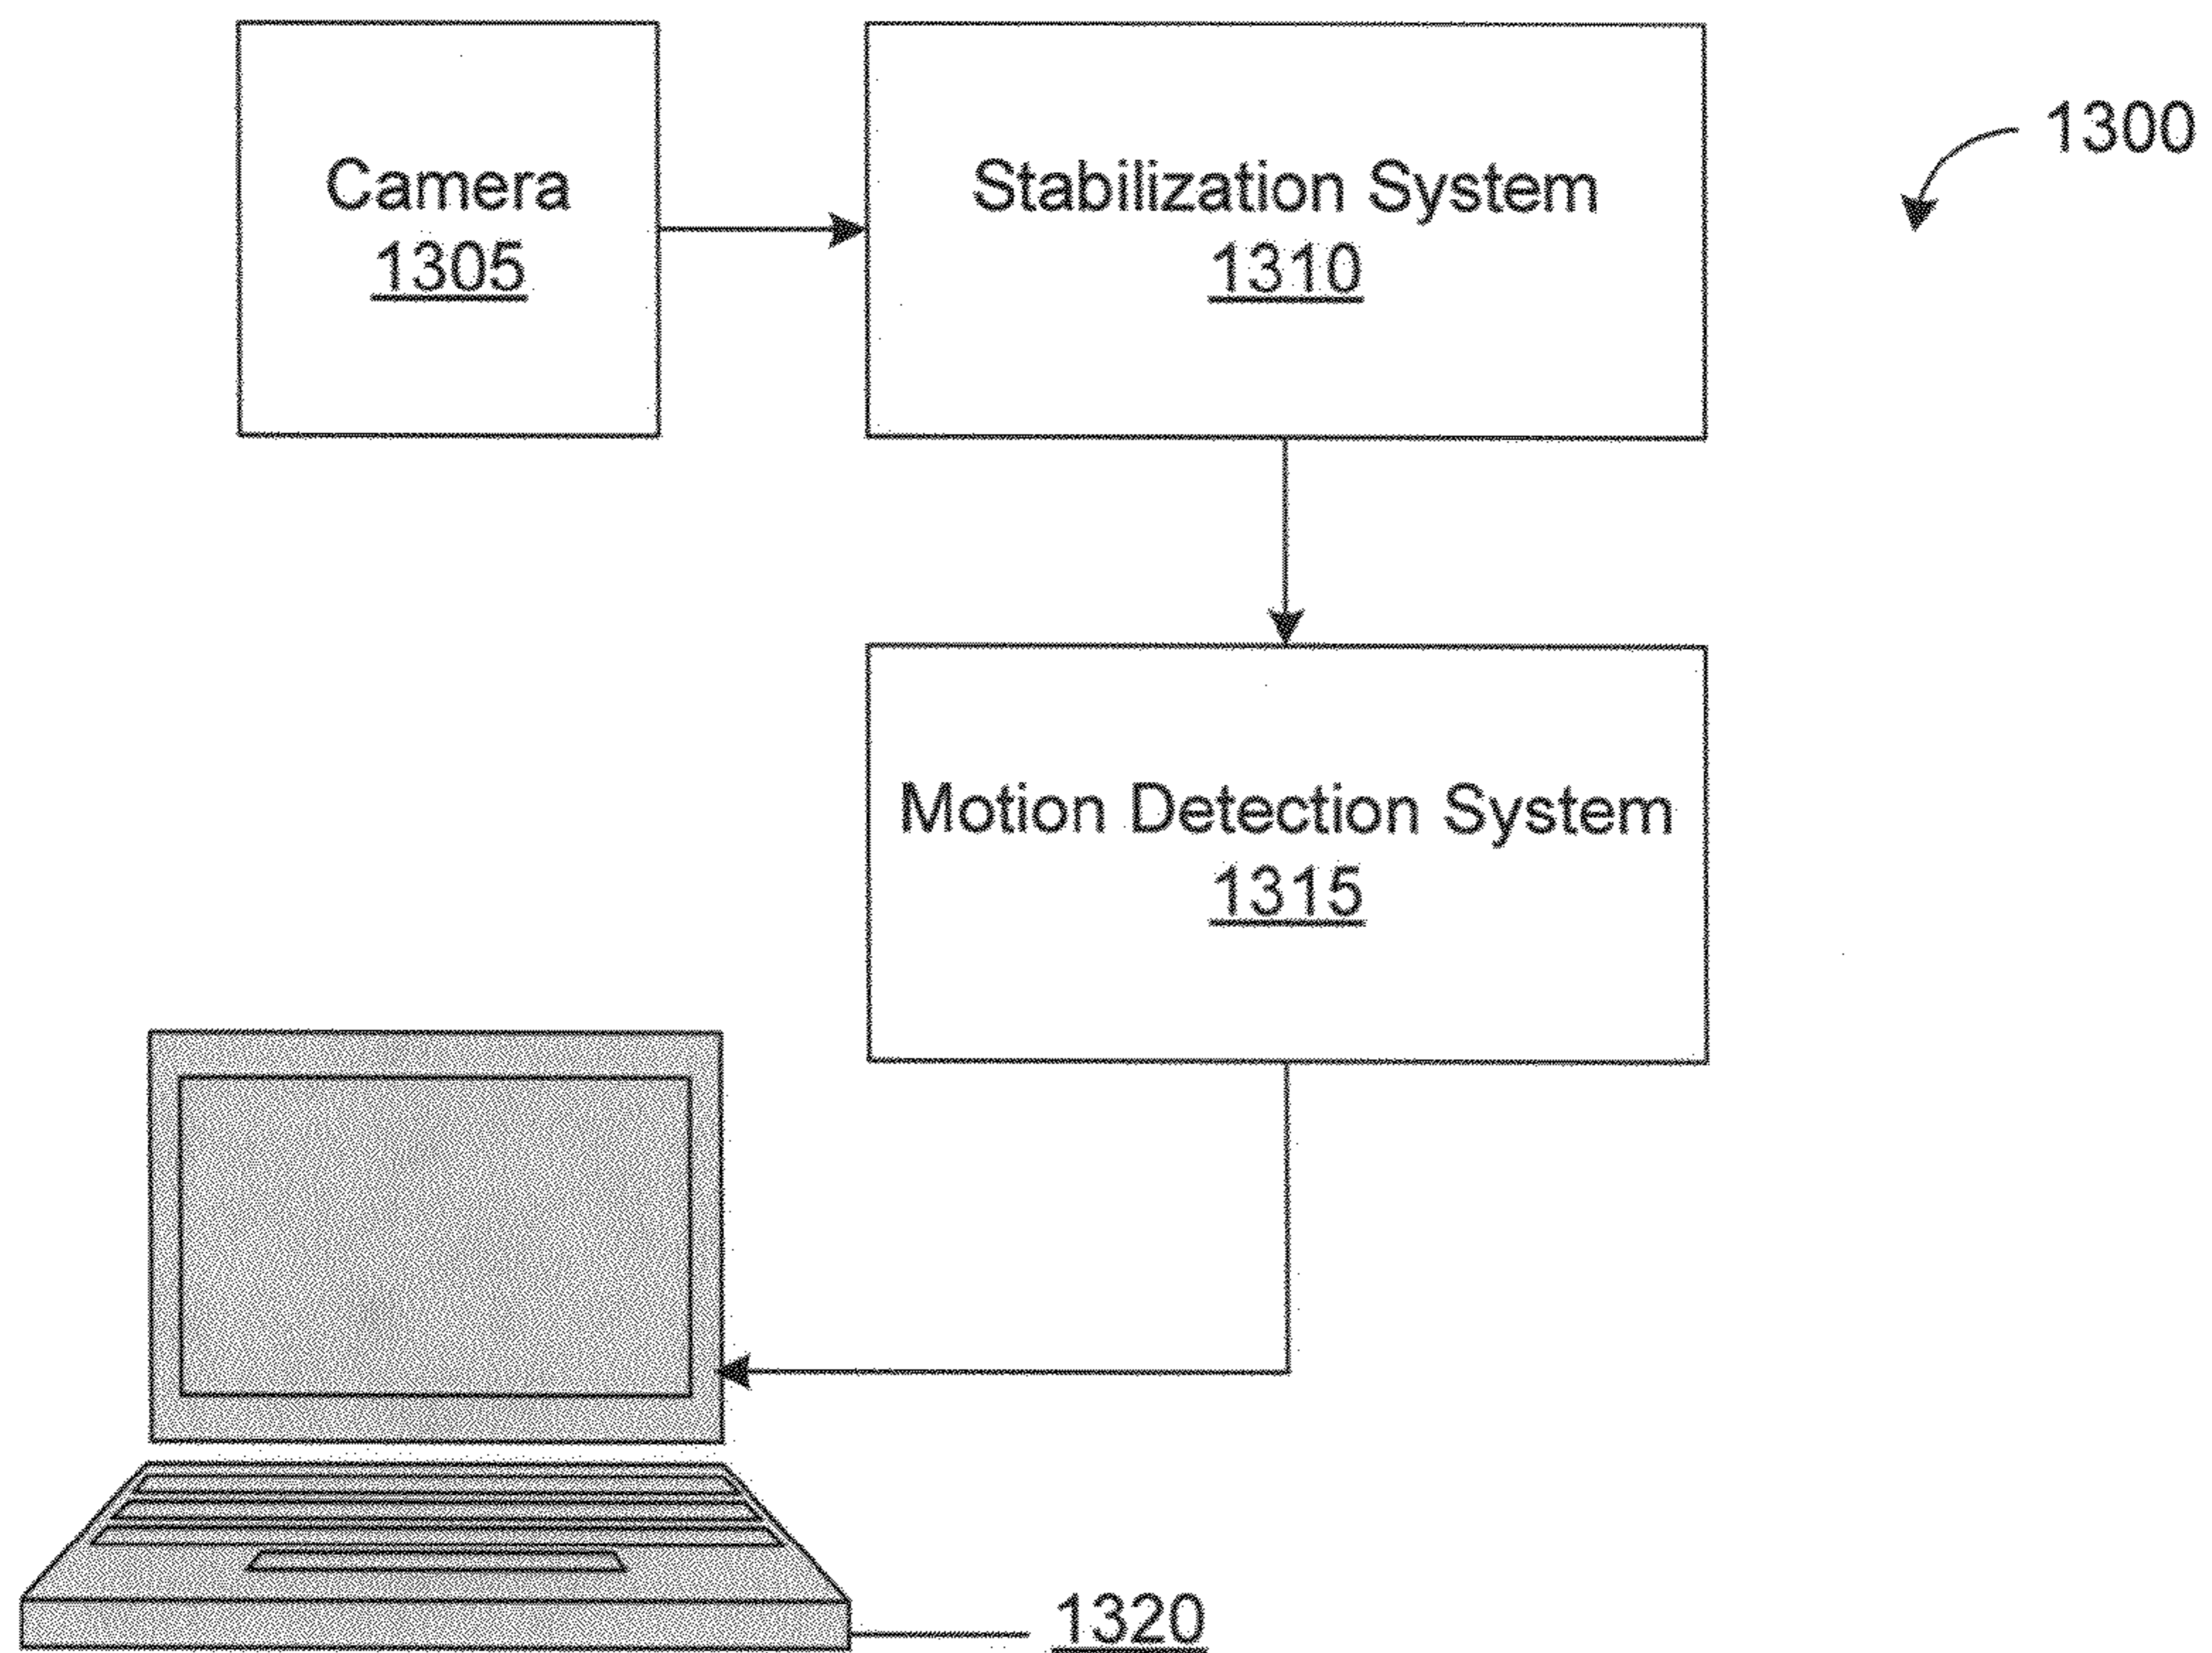 Camera
1305
Stabilization System
1310
1300
Motion Detection System
1315
1320